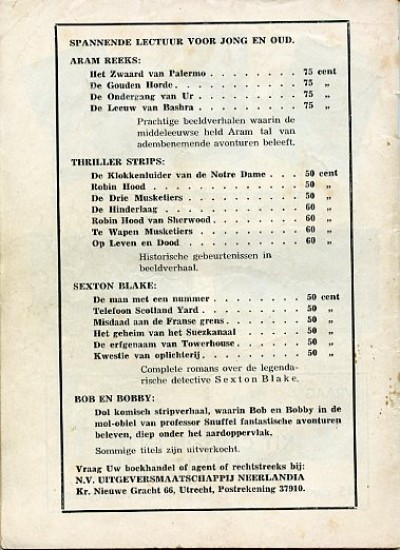 SPANNENDE LECTUUR VOOR JONG EN OUD.
ARAM REEKS:
Het Zwaard van Palermo . . . . . . . . 75 cent
De Gouden Horde. . . . . . . . . . . 75 „
De Ondergang van Ur . . . . . . . . . 75 „
De Leeuw van Bashra . . . . . . . . . 75 „
Prachtige beeldverhalen waarin de
middeleeuwse held Aram tal van
adembenemende avonturen beleeft.
THRILLER STRIPS:
De Klokkenluider van de Notre Dame . . . 50 cent
Robin Hood . . . . . . . . . . . . . 50 „
De Drie Musketiers . . . . . . . . . . 50 „
De Hinderlaag . . . . . . . . . . . . 60 „
Robin Hood van Sherwood . . . . . . . . 60 „
Te Wapen Musketiers . . . . . . . . . 60 „
Op Leven en Dood . . . . . . . . . . 60 „
Historische gebeurtenissen in
beeldverhaal.
SEXTON BLAKE:
De man met een nummer . . . . . . . . 50 cent
Telefoon Scotland Yard . . . . . . . . . 50 „
Misdaad aan de Franse grens . . . . . . . 50 „
Het geheim van het Suezkanaal . . . . . . 50 „
De erfgenaam van Towerhouse . . . . . . . 50 „
Kwestie van oplichterij . . . . . . . . . 50 „
Complete romans over de legenda-
rische detective Sexton Blake.
BOB EN BOBBY:
Dol komisch stripverhaal, waarin Bob en Bobby in de
mol-obiel van professor Snuffel fantastische avonturen
beleven, diep onder het aardoppervlak.
Sommige titels zijn uitverkocht.
Vraag Uw boekhandel of agent of rechtstreeks bij:
N.V. UITGEVERSMAATSCHAPPIJ NEERLANDIA
Kr. Nieuwe Gracht 66, Utrecht, Postrekening 37910.